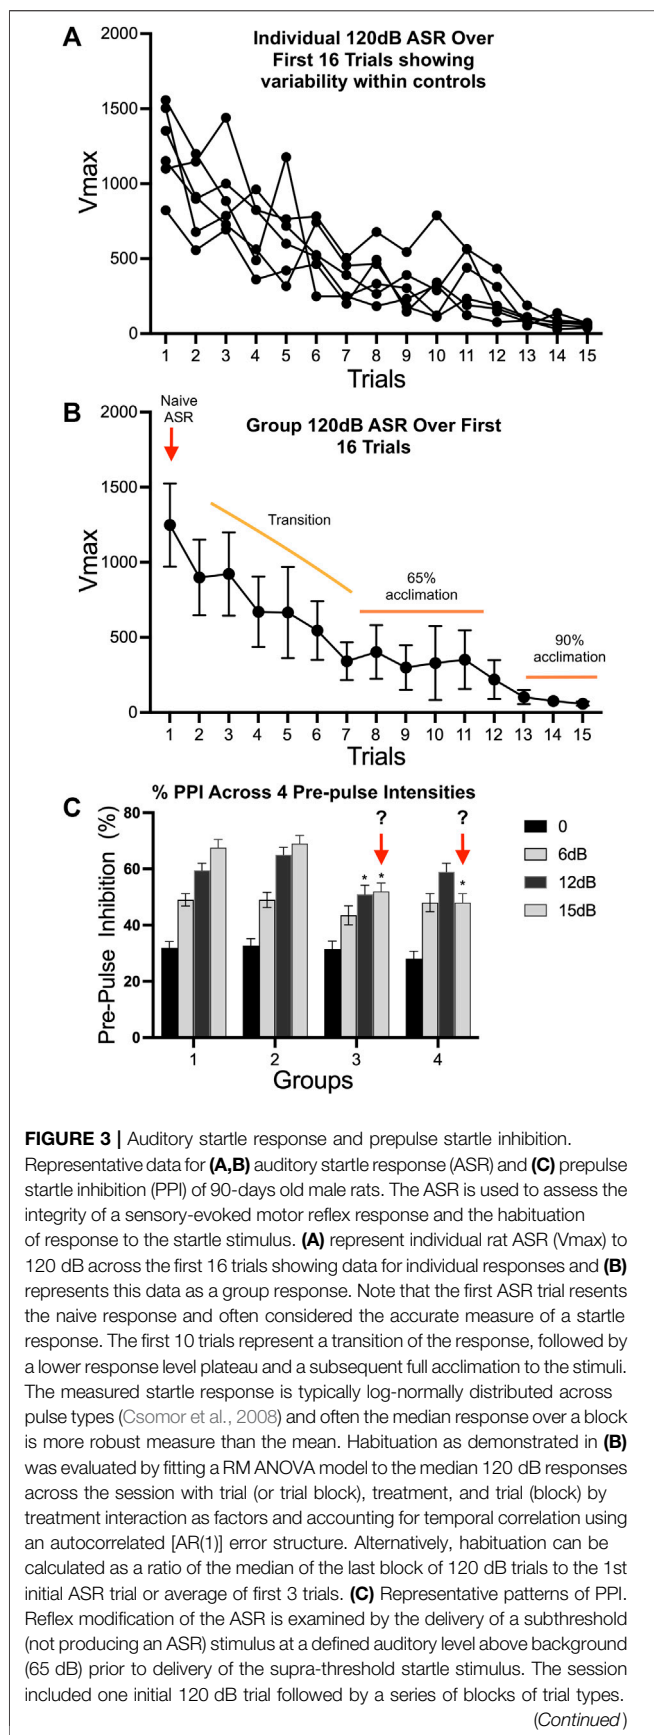 A
Individual 120dB ASR Over
First 16 Trials showing
variability within controls
2000
1500
1000
500
0
Vmax
1 2 3 4 5 6 7 8 9 10 11 12 13 14 15
Trials
B
Naive
ASR
Group 120dB ASR Over First
16 Trials
2000
1500
1000
500
0
Vmax
Transition
65%
acclimation
90%
acclimation
1 2 3 4 5 6 7 8 9 10 11 12 13 14 15
Trials
C
% PPI Across 4 Pre-pulse Intensities
80
60
40
20
0
Pre-Pulse Inhibition (%)
? ?
* * *
0
6dB
12dB
15dB
1 2 3 4
Groups
FIGURE 3 | Auditory startle response and prepulse startle inhibition.
Representative data for (A,B) auditory startle response (ASR) and (C) prepulse
startle inhibition (PPI) of 90-days old male rats. The ASR is used to assess the
integrity of a sensory-evoked motor reflex response and the habituation
of response to the startle stimulus. (A) represent individual rat ASR (Vmax) to
120 dB across the first 16 trials showing data for individual responses and (B)
represents this data as a group response. Note that the first ASR trial resents
the naive response and often considered the accurate measure of a startle
response. The first 10 trials represent a transition of the response, followed by
a lower response level plateau and a subsequent full acclimation to the stimuli.
The measured startle response is typically log-normally distributed across
pulse types (Csomor et al., 2008) and often the median response over a block
is more robust measure than the mean. Habituation as demonstrated in (B)
was evaluated by fitting a RM ANOVA model to the median 120 dB responses
across the session with trial (or trial block), treatment, and trial (block) by
treatment interaction as factors and accounting for temporal correlation using
an autocorrelated [AR(1)] error structure. Alternatively, habituation can be
calculated as a ratio of the median of the last block of 120 dB trials to the 1st
initial ASR trial or average of first 3 trials. (C) Representative patterns of PPI.
Reflex modification of the ASR is examined by the delivery of a subthreshold
(not producing an ASR) stimulus at a defined auditory level above background
(65 dB) prior to delivery of the supra-threshold startle stimulus. The session
included one initial 120 dB trial followed by a series of blocks of trial types.
(Continued)